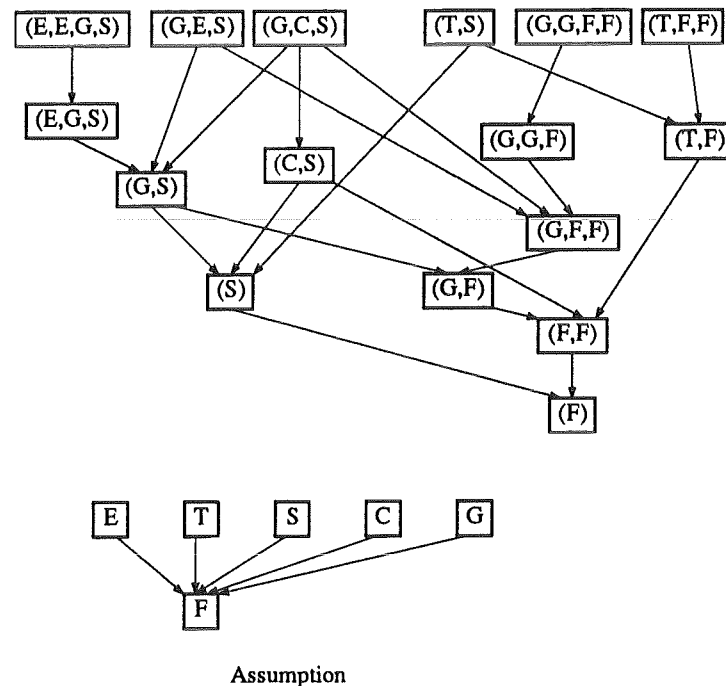 (E,E,G,S) (G,E,S) (G,C,S) (T,S) (G,G,F,F) (T,F,F)
(E,G,S) (G,G,F) (T,F)
(G,S) (C,S)
(G,F,F)
(S) (G,F)
(F,F)
(F)
E T S C G
F
Assumption